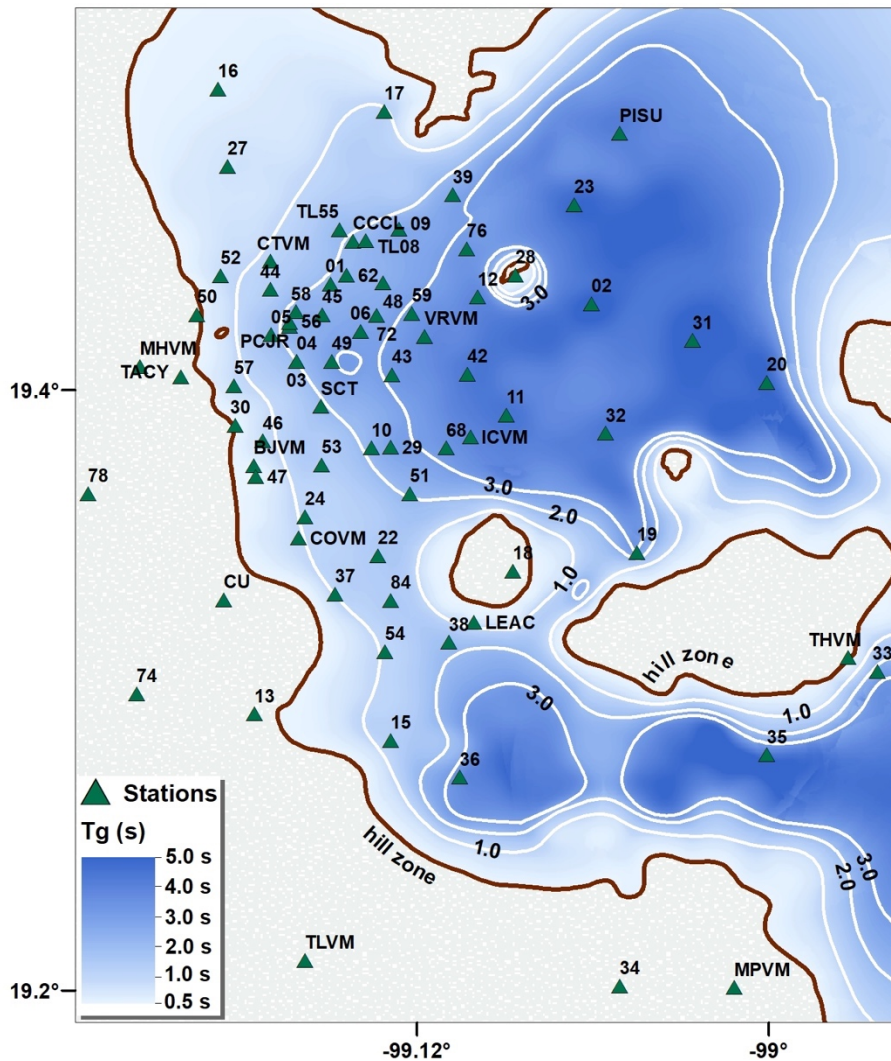 16
17
PISU
27
39
23
TL55
CCCL
09
CTVM
TL08
76
28
52
01
62
12
3.0
02
44
50
58
45
48
59
05
56
06
VRVM
31
PCJR
04
49
72
MHVM
43
42
20
TACY
19.4°
57
03
SCT
11
30
46
10
29
68
ICVM
32
BJVM
53
47
78
51
3.0
24
2.0
COVM
22
19
18
1.0
CU
37
84
LEAC
38
54
THVM
hill zone
33
74
13
3.0
1.0
15
35
36
Stations
Tg (s)
hill zone
1.0
5.0 s
4.0 s
3.0 s
2.0 s
1.0 s
0.5 s
3.0
2.0
TLVM
34
MPVM
19.2°
-99.12°
-99°